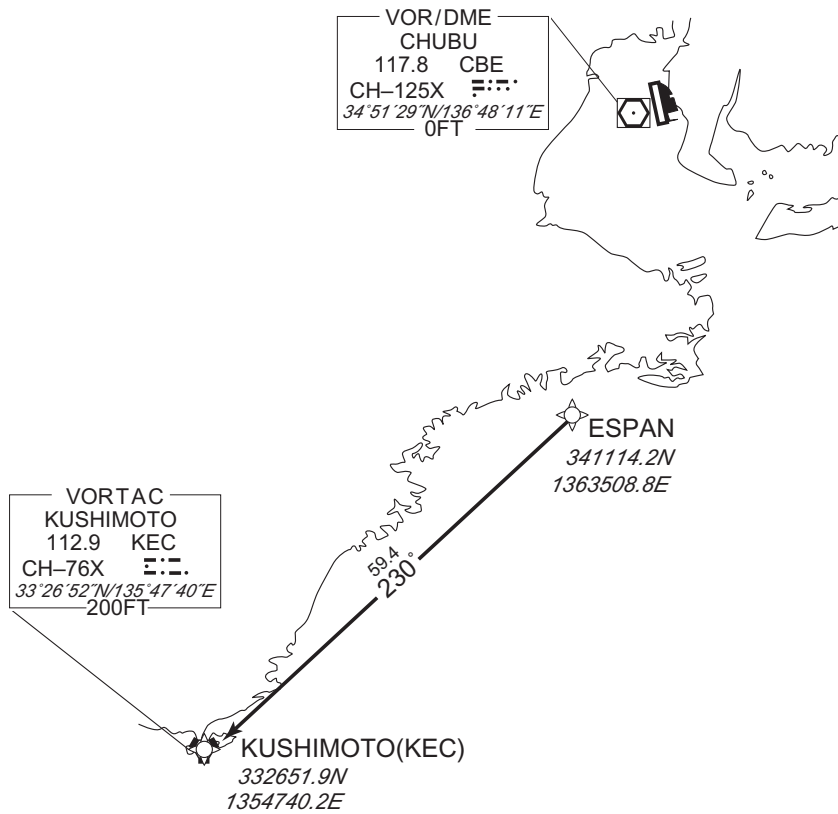 VOR/DME
CHUBU
117.8 CBE
CH–125X
34°51´29˝N/136°48´11˝E
0FT
ESPAN
341114.2N
1363508.8E
VORTAC
KUSHIMOTO
112.9 KEC
CH–76X
33°26´52˝N/135°47´40˝E
200FT
59.4
230°
KUSHIMOTO(KEC)
332651.9N
1354740.2E